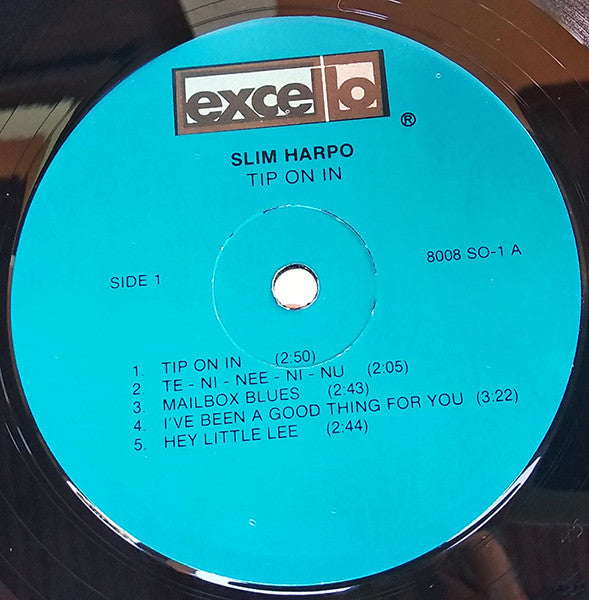 excello
®
SLIM HARPO
TIP ON IN
SIDE 1
8008 SO-1 A
1. TIP ON IN (2:50)
2. TE - NI - NEE - NI - NU (2:05)
3. MAILBOX BLUES (2:43)
4. I'VE BEEN A GOOD THING FOR YOU (3:22)
5. HEY LITTLE LEE (2:44)